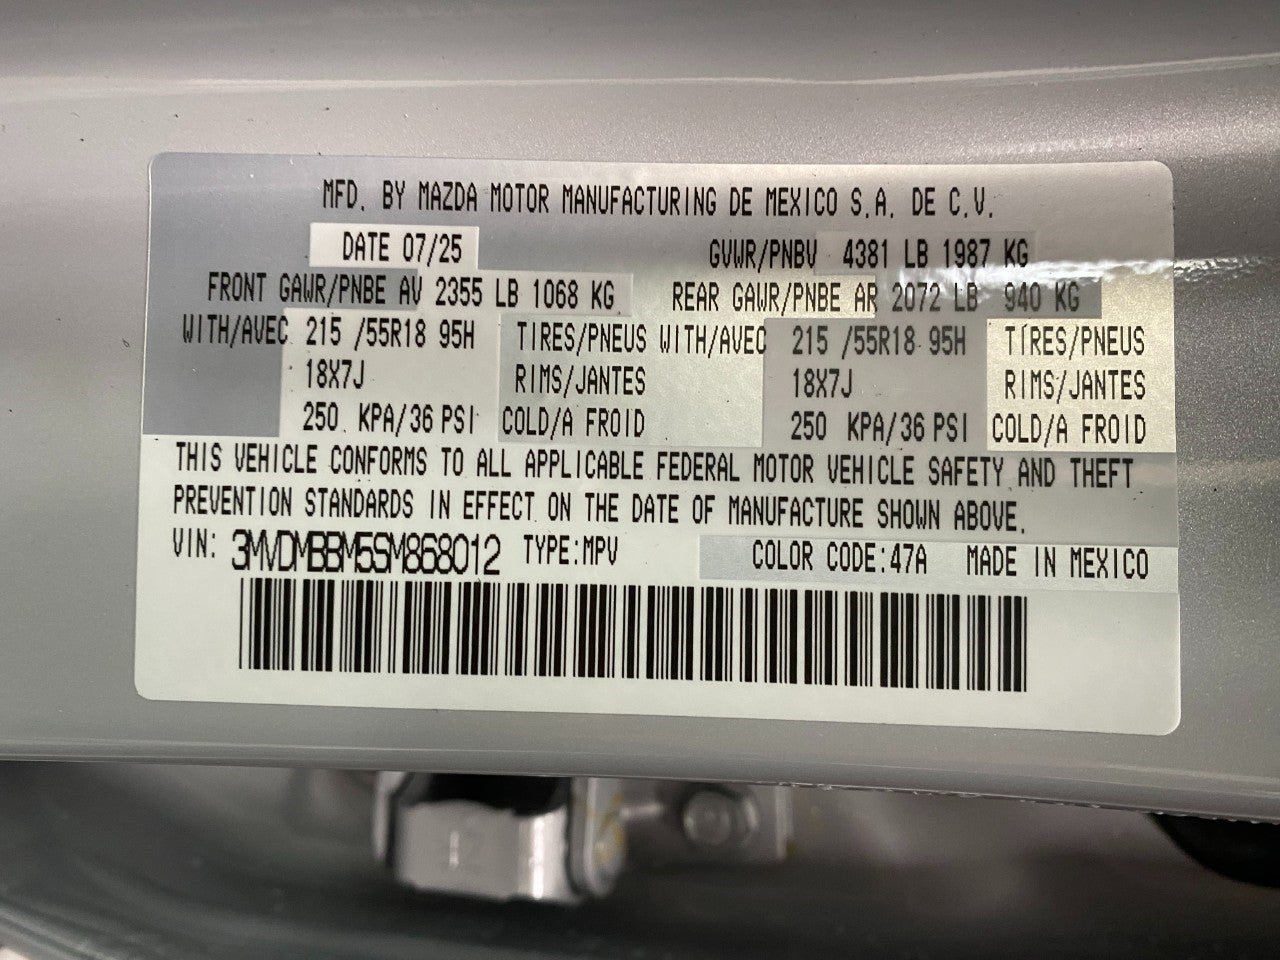 MFD. BY MAZDA MOTOR MANUFACTURING DE MEXICO S.A. DE C.V.
DATE 07/25 GVWR/PNBV 4381 LB 1987 KG
FRONT GAWR/PNBE AV 2355 LB 1068 KG REAR GAWR/PNBE AR 2072 LB 940 KG
WITH/AVEC 215 /55R18 95H TIRES/PNEUS WITH/AVEC 215 /55R18 95H TIRES/PNEUS
18X7J RIMS/JANTES 18X7J RIMS/JANTES
250 KPA/36 PSI COLD/A FROID 250 KPA/36 PSI COLD/A FROID
THIS VEHICLE CONFORMS TO ALL APPLICABLE FEDERAL MOTOR VEHICLE SAFETY AND THEFT
PREVENTION STANDARDS IN EFFECT ON THE DATE OF MANUFACTURE SHOWN ABOVE.
VIN: 3MVDMBBM5SM868012 TYPE:MPV COLOR CODE:47A MADE IN MEXICO